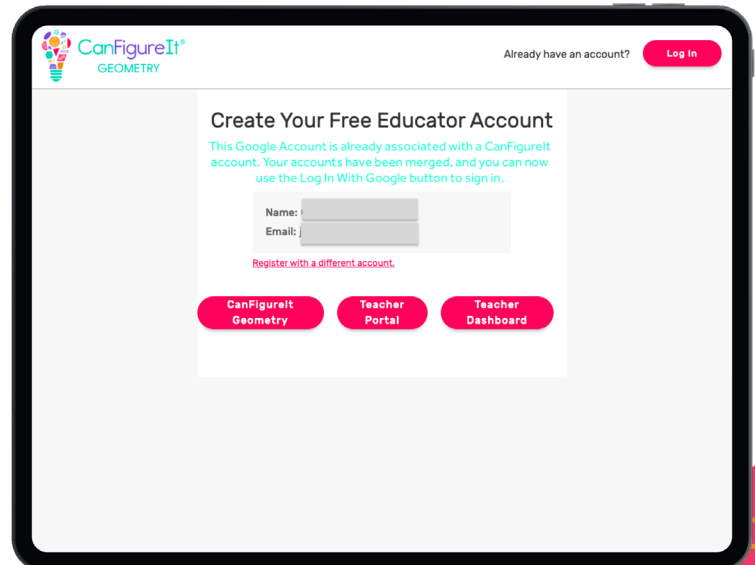 CanFigureIt®
GEOMETRY
Already have an account?
Log In
Create Your Free Educator Account
This Google Account is already associated with a CanFigureIt
account. Your accounts have been merged, and you can now
use the Log In With Google button to sign in.
Name:
Email: j
Register with a different account.
CanFigureIt
Geometry
Teacher
Portal
Teacher
Dashboard